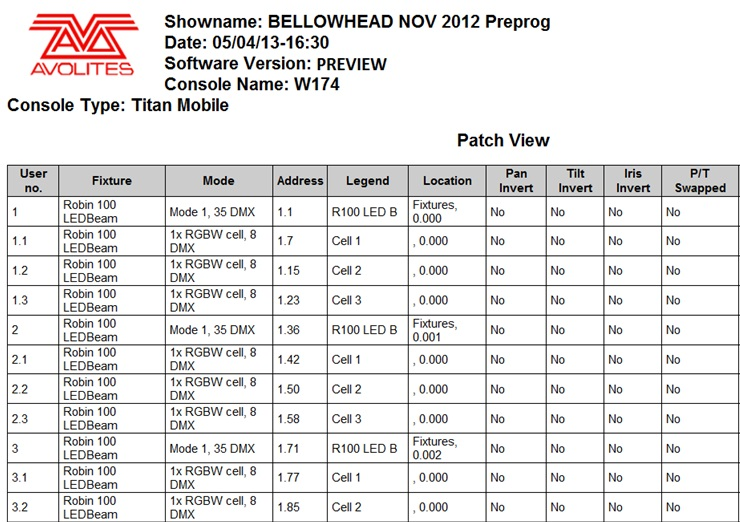 AVOLITES
Showname: BELLOWHEAD NOV 2012 Preprog
Date: 05/04/13-16:30
Software Version: PREVIEW
Console Name: W174
Console Type: Titan Mobile
Patch View
User no. Fixture Mode Address Legend Location Pan Invert Tilt Invert Iris Invert P/T Swapped
1 Robin 100 LEDBeam Mode 1, 35 DMX 1.1 R100 LED B Fixtures, 0.000 No No No No
1.1 Robin 100 LEDBeam 1x RGBW cell, 8 DMX 1.7 Cell 1 , 0.000 No No No No
1.2 Robin 100 LEDBeam 1x RGBW cell, 8 DMX 1.15 Cell 2 , 0.000 No No No No
1.3 Robin 100 LEDBeam 1x RGBW cell, 8 DMX 1.23 Cell 3 , 0.000 No No No No
2 Robin 100 LEDBeam Mode 1, 35 DMX 1.36 R100 LED B Fixtures, 0.001 No No No No
2.1 Robin 100 LEDBeam 1x RGBW cell, 8 DMX 1.42 Cell 1 , 0.000 No No No No
2.2 Robin 100 LEDBeam 1x RGBW cell, 8 DMX 1.50 Cell 2 , 0.000 No No No No
2.3 Robin 100 LEDBeam 1x RGBW cell, 8 DMX 1.58 Cell 3 , 0.000 No No No No
3 Robin 100 LEDBeam Mode 1, 35 DMX 1.71 R100 LED B Fixtures, 0.002 No No No No
3.1 Robin 100 LEDBeam 1x RGBW cell, 8 DMX 1.77 Cell 1 , 0.000 No No No No
3.2 Robin 100 LEDBeam 1x RGBW cell, 8 DMX 1.85 Cell 2 , 0.000 No No No No